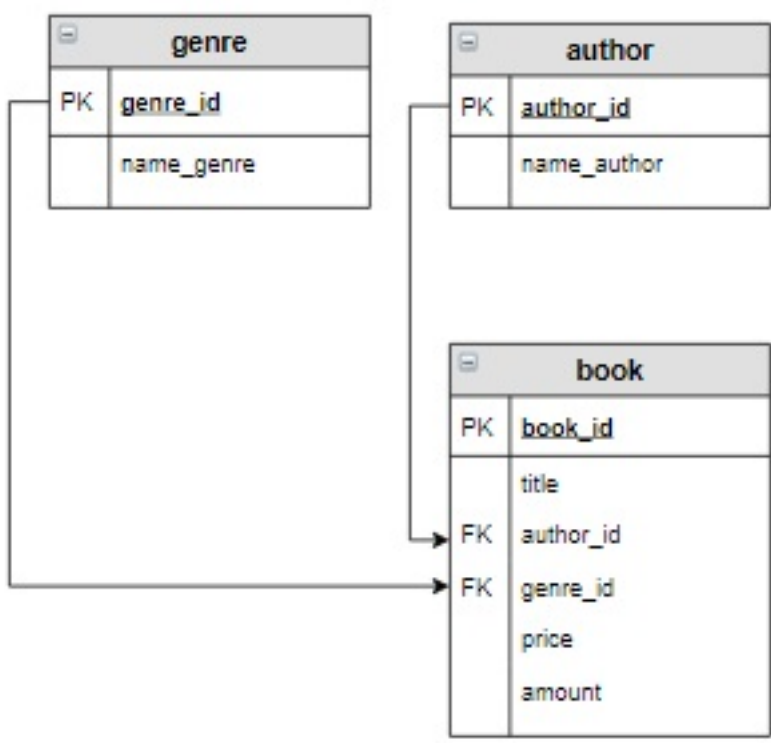 genre
PK genre_id
name_genre
author
PK author_id
name_author
book
PK book_id
title
FK author_id
FK genre_id
price
amount